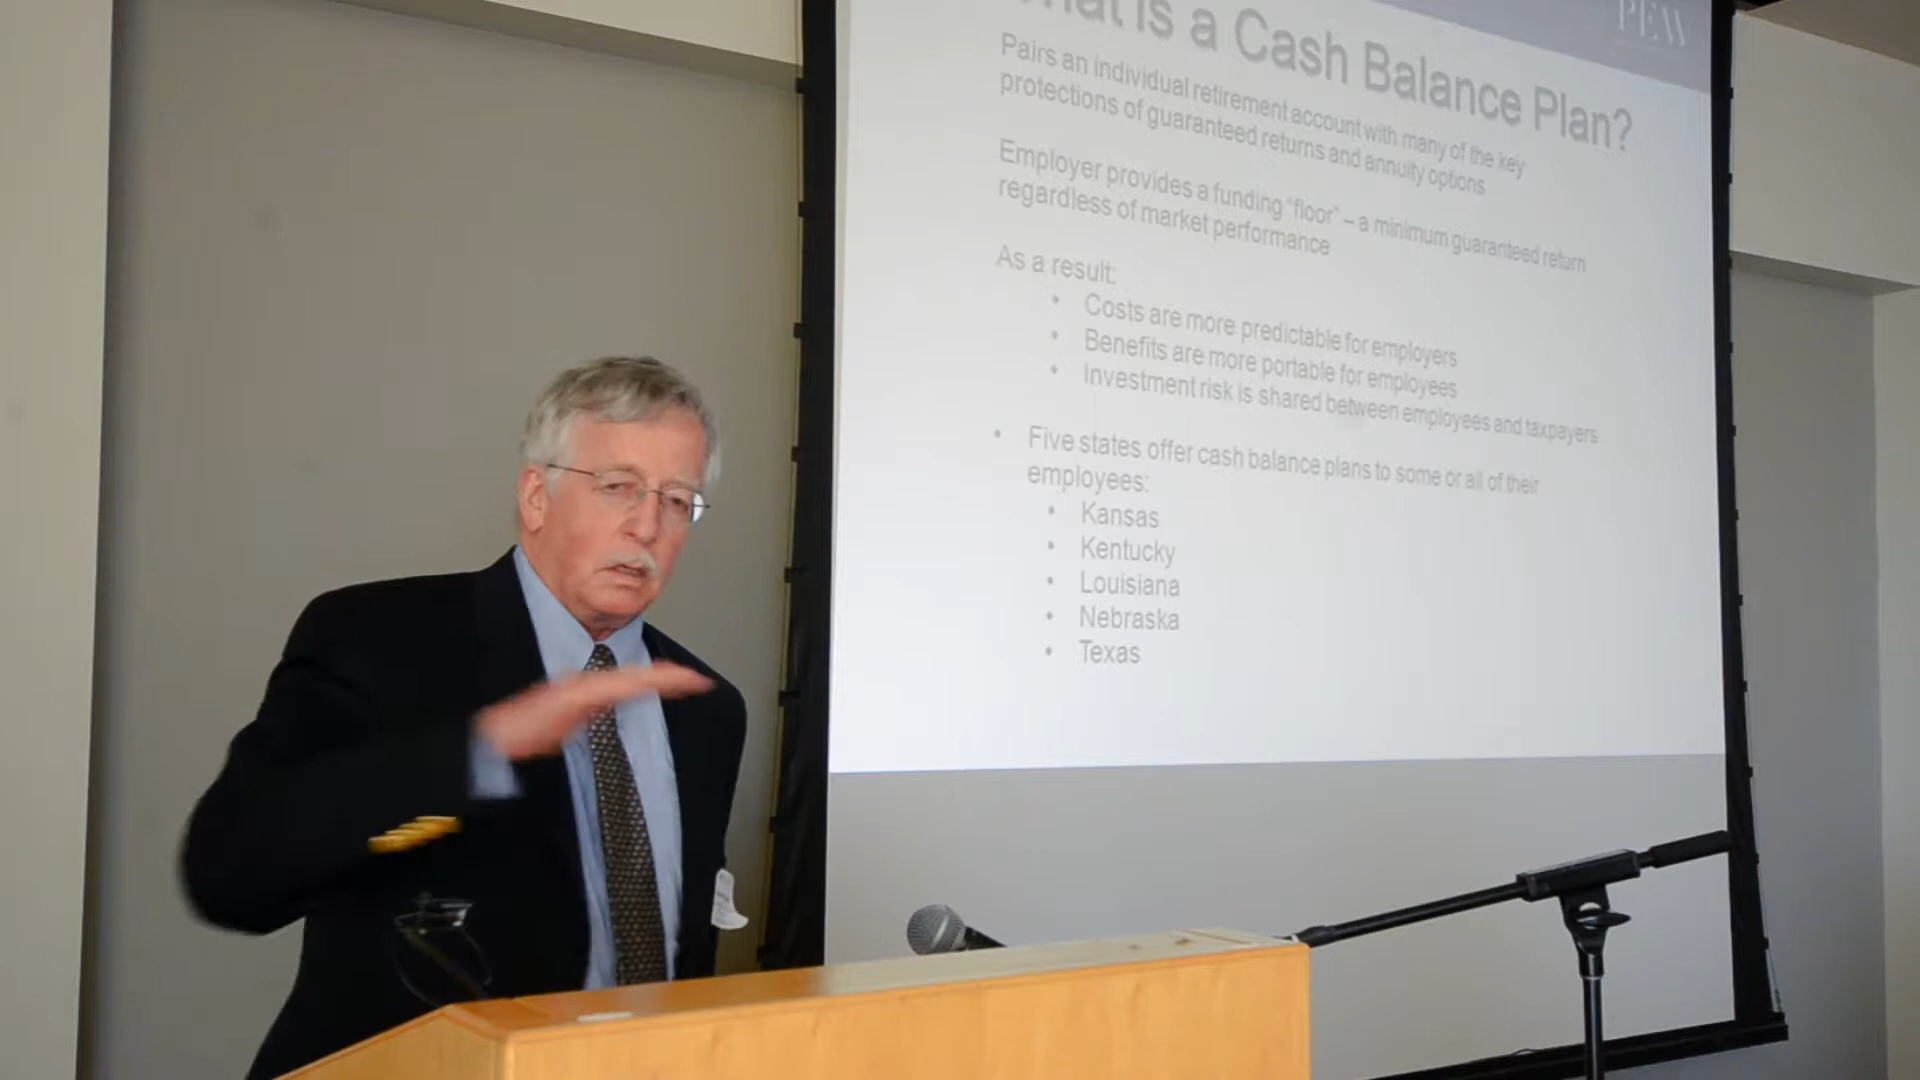 What is a Cash Balance Plan?
PEW
Pairs an individual retirement account with many of the key
protections of guaranteed returns and annuity options
Employer provides a funding "floor" – a minimum guaranteed return
regardless of market performance
As a result:
• Costs are more predictable for employers
• Benefits are more portable for employees
• Investment risk is shared between employees and taxpayers
• Five states offer cash balance plans to some or all of their
employees:
• Kansas
• Kentucky
• Louisiana
• Nebraska
• Texas